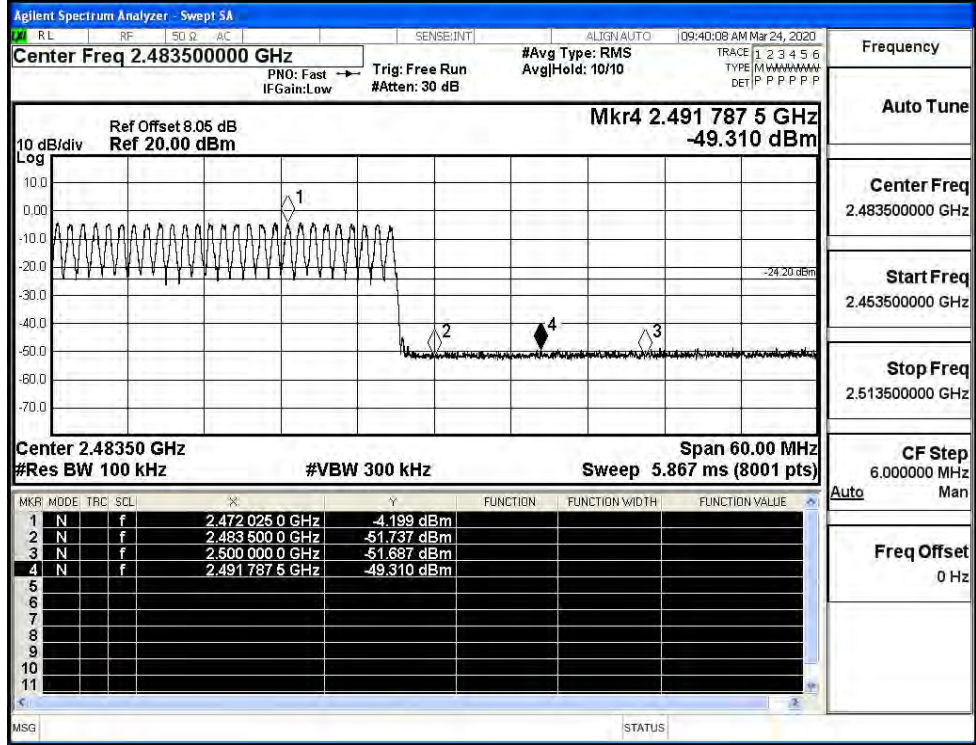 Agilent Spectrum Analyzer - Swept SA
LXI RL RF 50 Ω AC SENSE:INT ALIGN AUTO 09:40:08 AM Mar 24, 2020
Center Freq 2.483500000 GHz
PNO: Fast
IFGain:Low
Trig: Free Run
#Atten: 30 dB
#Avg Type: RMS
Avg|Hold: 10/10
TRACE 1 2 3 4 5 6
TYPE M WWWWW
DET P P P P P P
Mkr4 2.491 787 5 GHz
-49.310 dBm
Ref Offset 8.05 dB
10 dB/div Ref 20.00 dBm
Log
10.0
0.00
-10.0
-20.0
-30.0
-40.0
-50.0
-60.0
-70.0
1
2
4
3
-24.20 dBm
Center 2.48350 GHz Span 60.00 MHz
#Res BW 100 kHz #VBW 300 kHz Sweep 5.867 ms (8001 pts)
MKR MODE TRC SCL X Y FUNCTION FUNCTION WIDTH FUNCTION VALUE
1 N f 2.472 025 0 GHz -4.199 dBm
2 N f 2.483 500 0 GHz -51.737 dBm
3 N f 2.500 000 0 GHz -51.687 dBm
4 N f 2.491 787 5 GHz -49.310 dBm
5
6
7
8
9
10
11
MSG STATUS
Frequency
Auto Tune
Center Freq
2.483500000 GHz
Start Freq
2.453500000 GHz
Stop Freq
2.513500000 GHz
CF Step
6.000000 MHz
Auto Man
Freq Offset
0 Hz